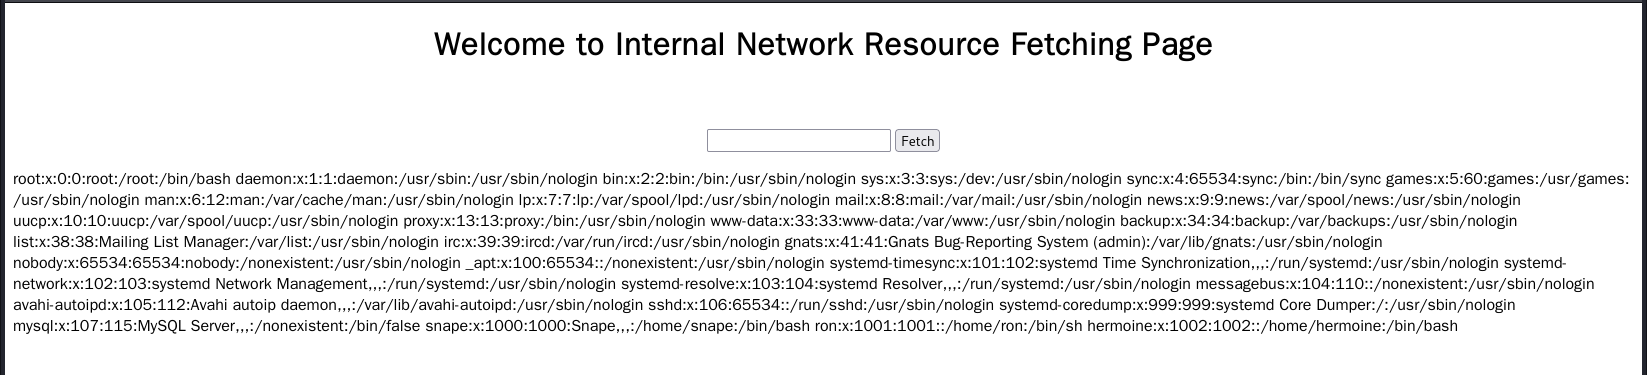 Welcome to Internal Network Resource Fetching Page
Fetch
root:x:0:0:root:/root:/bin/bash daemon:x:1:1:daemon:/usr/sbin:/usr/sbin/nologin bin:x:2:2:bin:/bin:/usr/sbin/nologin sys:x:3:3:sys:/dev:/usr/sbin/nologin sync:x:4:65534:sync:/bin:/bin/sync games:x:5:60:games:/usr/games:
/usr/sbin/nologin man:x:6:12:man:/var/cache/man:/usr/sbin/nologin lp:x:7:7:lp:/var/spool/lpd:/usr/sbin/nologin mail:x:8:8:mail:/var/mail:/usr/sbin/nologin news:x:9:9:news:/var/spool/news:/usr/sbin/nologin
uucp:x:10:10:uucp:/var/spool/uucp:/usr/sbin/nologin proxy:x:13:13:proxy:/bin:/usr/sbin/nologin www-data:x:33:33:www-data:/var/www:/usr/sbin/nologin backup:x:34:34:backup:/var/backups:/usr/sbin/nologin
list:x:38:38:Mailing List Manager:/var/list:/usr/sbin/nologin irc:x:39:39:ircd:/var/run/ircd:/usr/sbin/nologin gnats:x:41:41:Gnats Bug-Reporting System (admin):/var/lib/gnats:/usr/sbin/nologin
nobody:x:65534:65534:nobody:/nonexistent:/usr/sbin/nologin _apt:x:100:65534::/nonexistent:/usr/sbin/nologin systemd-timesync:x:101:102:systemd Time Synchronization,,,:/run/systemd:/usr/sbin/nologin systemd-
network:x:102:103:systemd Network Management,,,:/run/systemd:/usr/sbin/nologin systemd-resolve:x:103:104:systemd Resolver,,,:/run/systemd:/usr/sbin/nologin messagebus:x:104:110::/nonexistent:/usr/sbin/nologin
avahi-autoipd:x:105:112:Avahi autoip daemon,,,:/var/lib/avahi-autoipd:/usr/sbin/nologin sshd:x:106:65534::/run/sshd:/usr/sbin/nologin systemd-coredump:x:999:999:systemd Core Dumper:/:/usr/sbin/nologin
mysql:x:107:115:MySQL Server,,,:/nonexistent:/bin/false snape:x:1000:1000:Snape,,,:/home/snape:/bin/bash ron:x:1001:1001::/home/ron:/bin/sh hermoine:x:1002:1002::/home/hermoine:/bin/bash